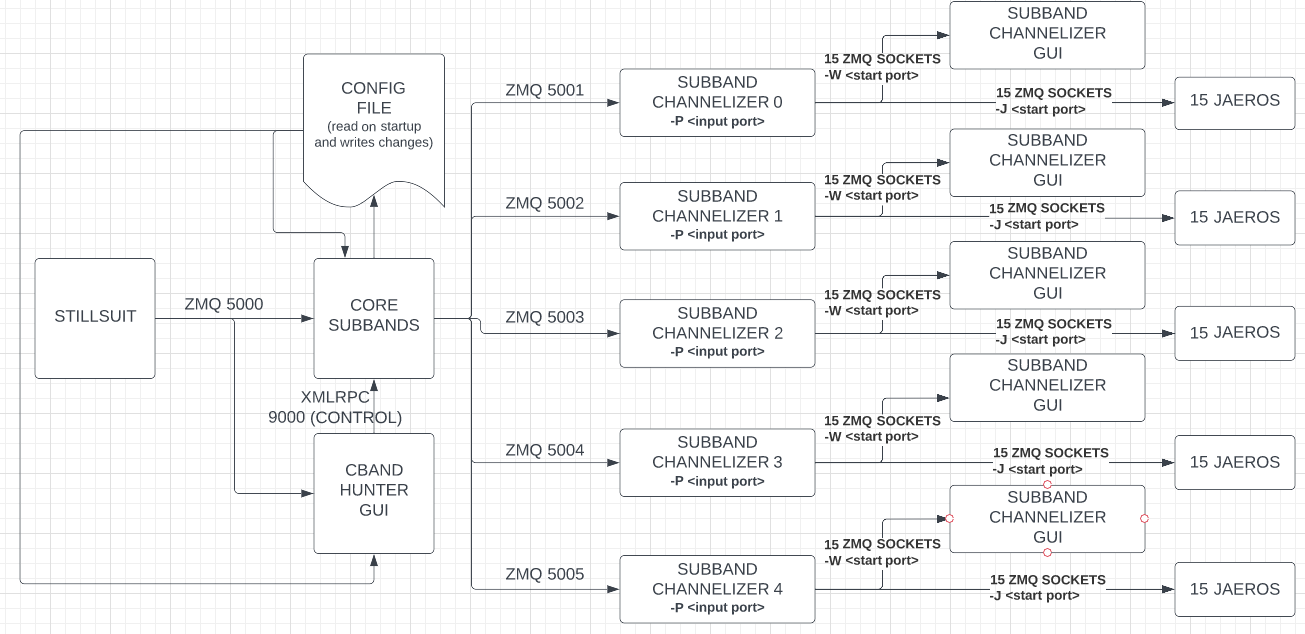 CONFIG
FILE
(read on startup
and writes changes)
STILLSUIT
ZMQ 5000
CORE
SUBBANDS
XMLRPC
9000 (CONTROL)
CBAND
HUNTER
GUI
ZMQ 5001
SUBBAND
CHANNELIZER 0
-P <input port>
15 ZMQ SOCKETS
-W <start port>
SUBBAND
CHANNELIZER
GUI
15 ZMQ SOCKETS
-J <start port>
15 JAEROS
ZMQ 5002
SUBBAND
CHANNELIZER 1
-P <input port>
15 ZMQ SOCKETS
-W <start port>
SUBBAND
CHANNELIZER
GUI
15 ZMQ SOCKETS
-J <start port>
15 JAEROS
ZMQ 5003
SUBBAND
CHANNELIZER 2
-P <input port>
15 ZMQ SOCKETS
-W <start port>
SUBBAND
CHANNELIZER
GUI
15 ZMQ SOCKETS
-J <start port>
15 JAEROS
ZMQ 5004
SUBBAND
CHANNELIZER 3
-P <input port>
15 ZMQ SOCKETS
-W <start port>
SUBBAND
CHANNELIZER
GUI
15 ZMQ SOCKETS
-J <start port>
15 JAEROS
ZMQ 5005
SUBBAND
CHANNELIZER 4
-P <input port>
15 ZMQ SOCKETS
-W <start port>
SUBBAND
CHANNELIZER
GUI
15 ZMQ SOCKETS
-J <start port>
15 JAEROS